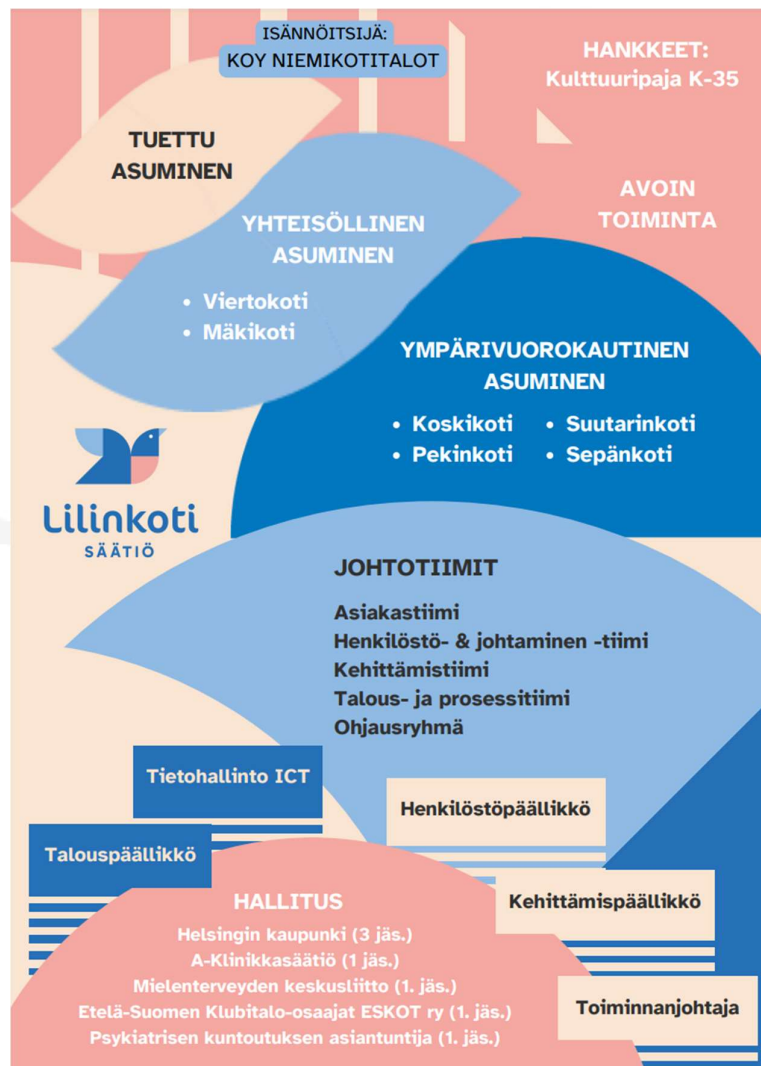 ISÄNNÖITSIJÄ:
KOY NIEMIKOTITALOT
HANKKEET:
Kulttuuripaja K-35
TUETTU
ASUMINEN
AVOIN
TOIMINTA
YHTEISÖLLINEN
ASUMINEN
• Viertokoti
• Mäkikoti
YMPÄRIVUOROKAUTINEN
ASUMINEN
• Koskikoti • Suutarinkoti
• Pekinkoti • Sepänkoti
Lilinkoti
SÄÄTIÖ
JOHTOTIIMIT
Asiakastiimi
Henkilöstö- & johtaminen -tiimi
Kehittämistiimi
Talous- ja prosessitiimi
Ohjausryhmä
Tietohallinto ICT
Henkilöstöpäällikkö
Talouspäällikkö
Kehittämispäällikkö
HALLITUS
Helsingin kaupunki (3 jäs.)
A-Klinikkasäätiö (1 jäs.)
Mielenterveyden keskusliitto (1. jäs.)
Etelä-Suomen Klubitalo-osaajat ESKOT ry (1. jäs.)
Psykiatrisen kuntoutuksen asiantuntija (1. jäs.)
Toiminnanjohtaja